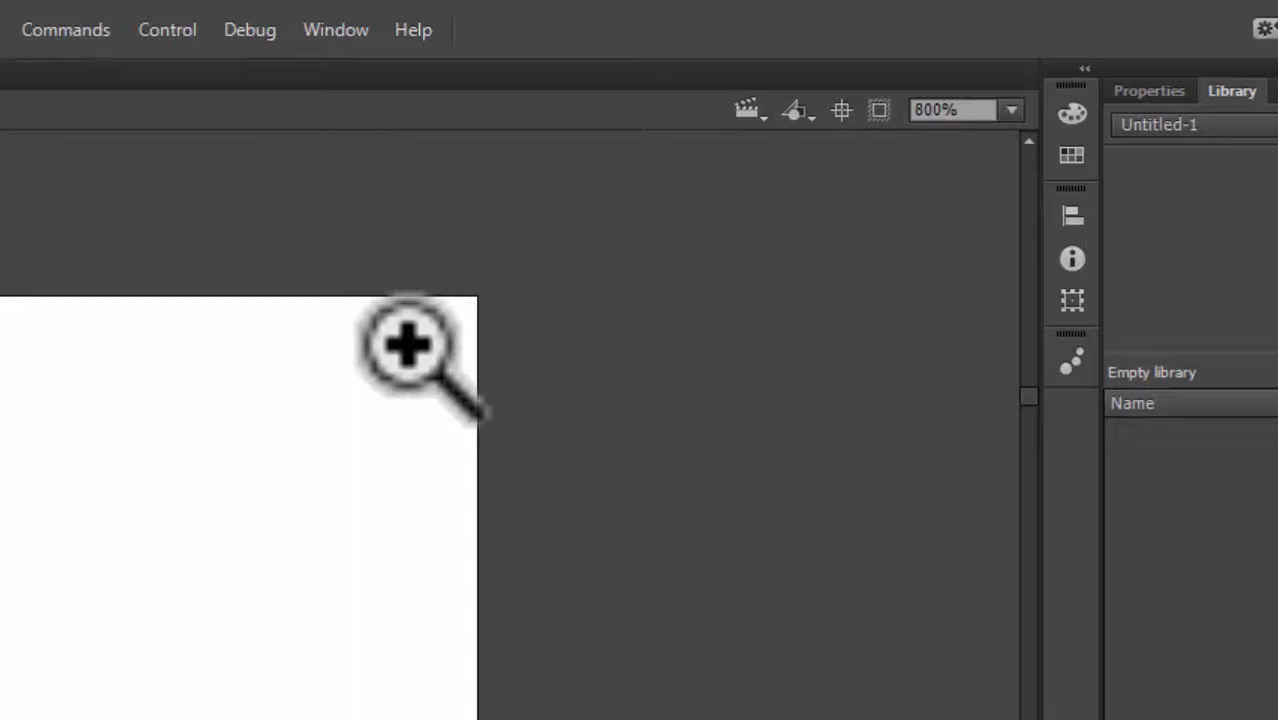 Commands Control Debug Window Help
800%
Properties Library
Untitled-1
Empty library
Name